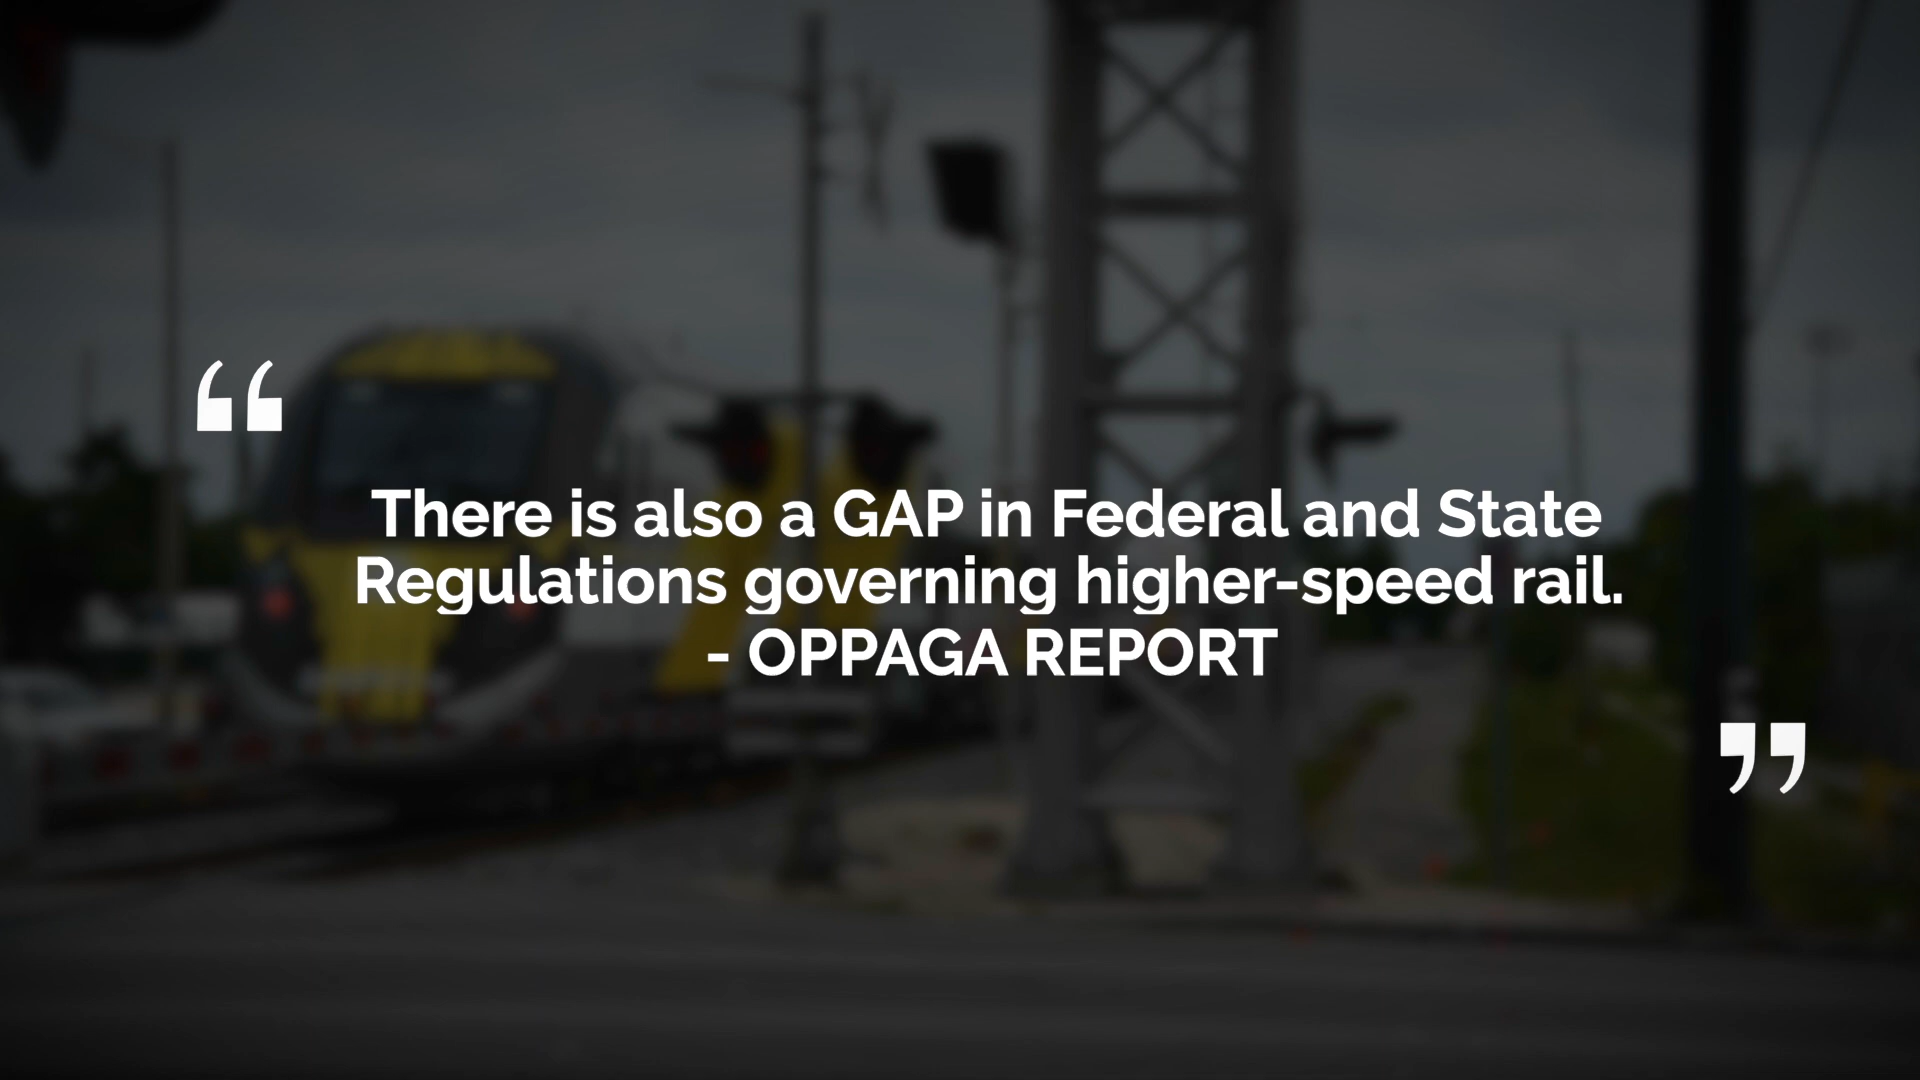 “
There is also a GAP in Federal and State
Regulations governing higher-speed rail.
- OPPAGA REPORT
”